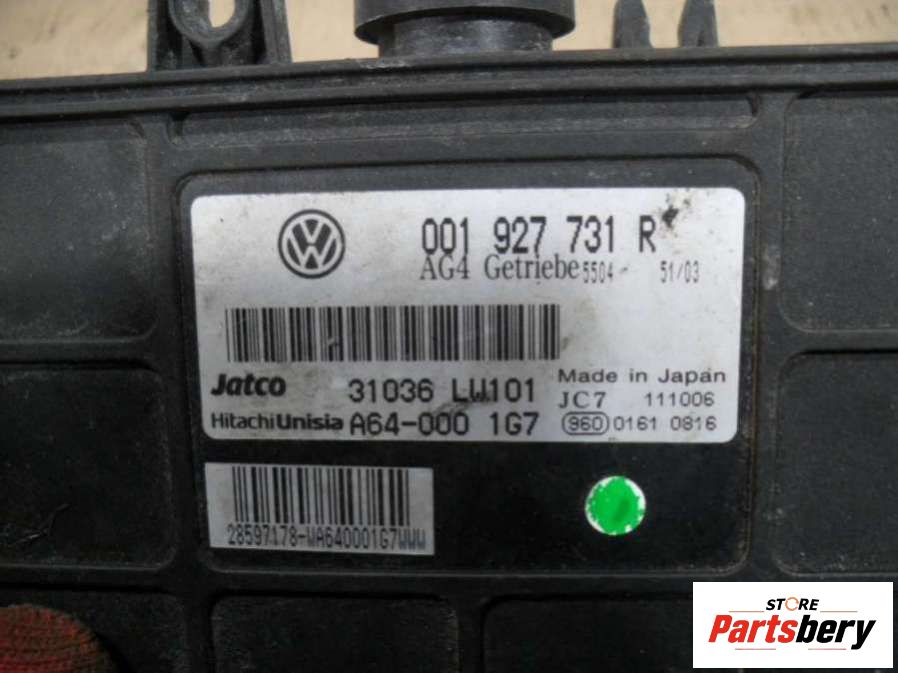 001 927 731 R
AG4 Getriebe 5504 51/03
Jatco 31036 LW101 Made in Japan
JC7 111006
HitachiUnisia A64-000 1G7 960 0161 0816
28597178-WA640001G7WWW
STORE
Partsbery